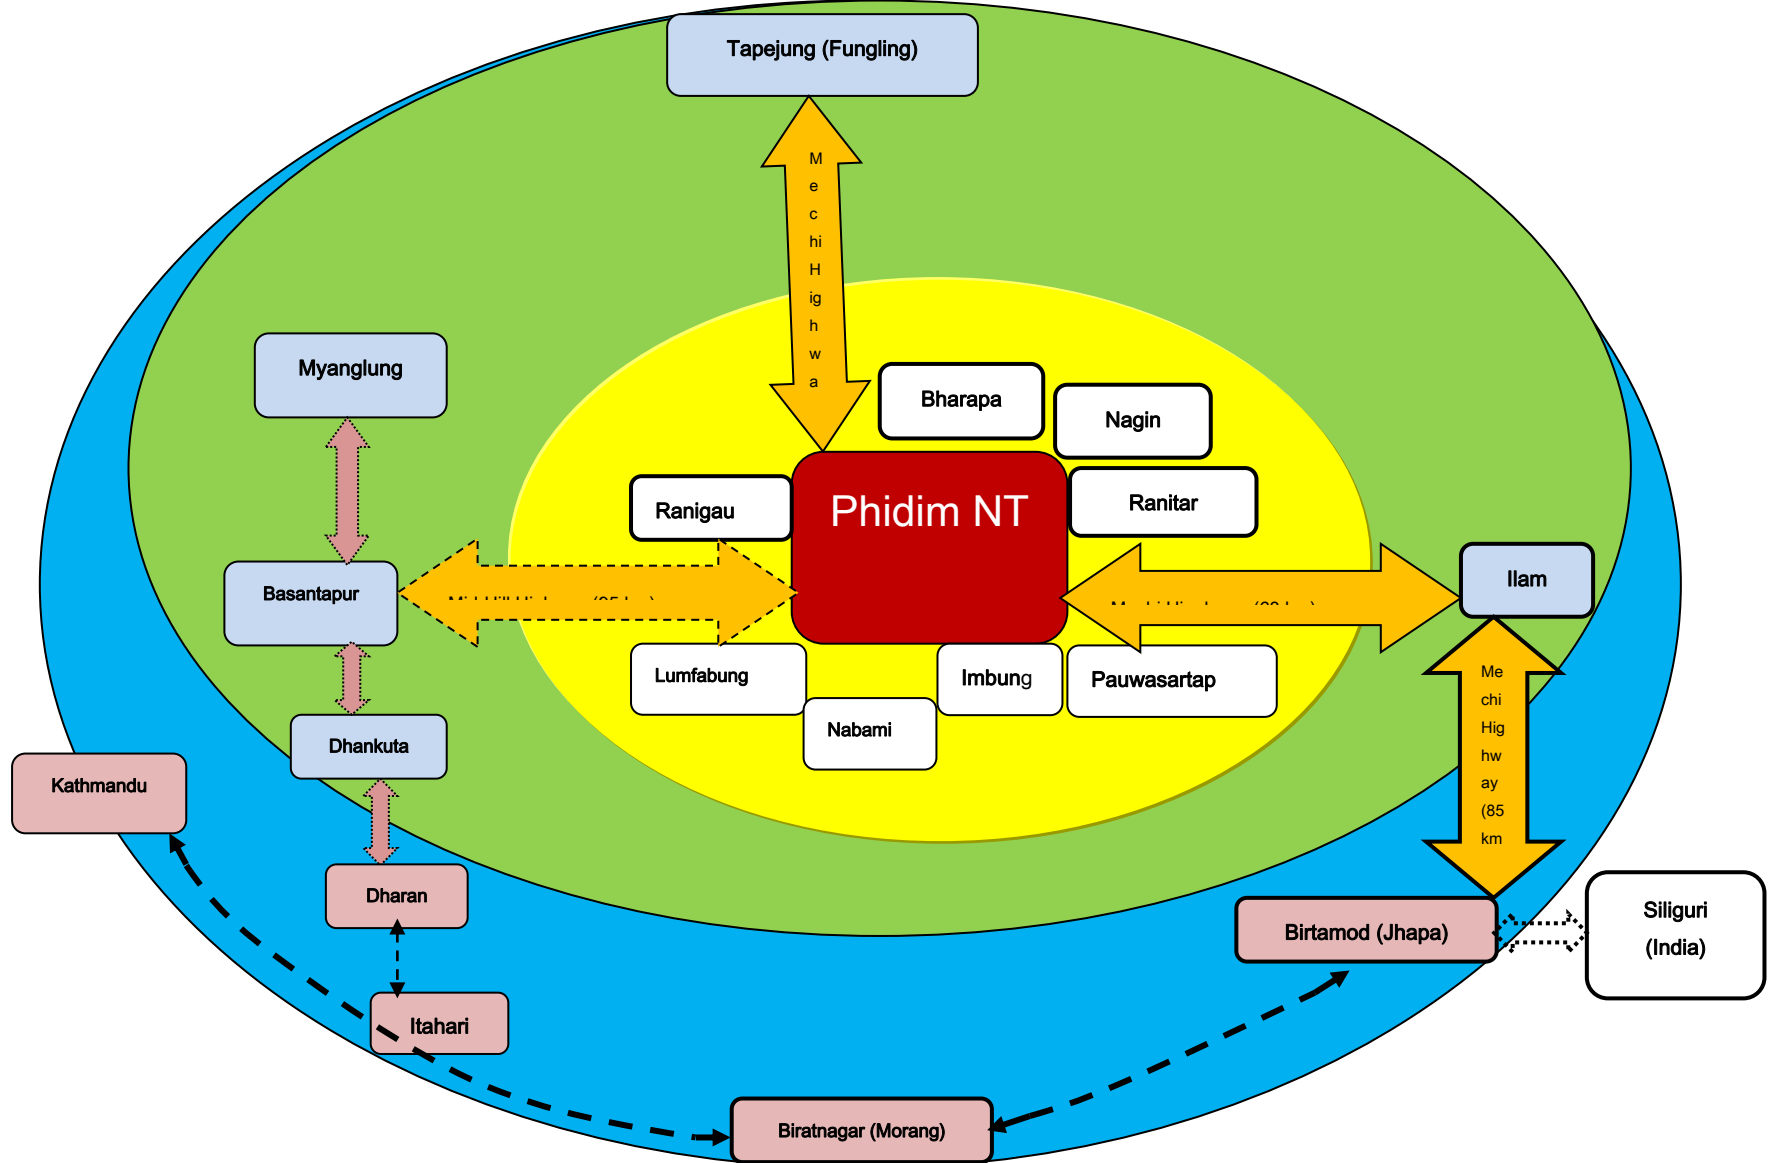 Tapejung (Fungling)
M
e
c
hi
H
ig
h
w
a
Myanglung
Bharapa
Nagin
Ranigau
Phidim NT
Ranitar
Basantapur
Ilam
Lumfabung
Imbung
Pauwasartap
Nabami
Me
chi
Hig
hw
ay
(85
km
Dhankuta
Kathmandu
Dharan
Birtamod (Jhapa)
Siliguri
(India)
Itahari
Biratnagar (Morang)